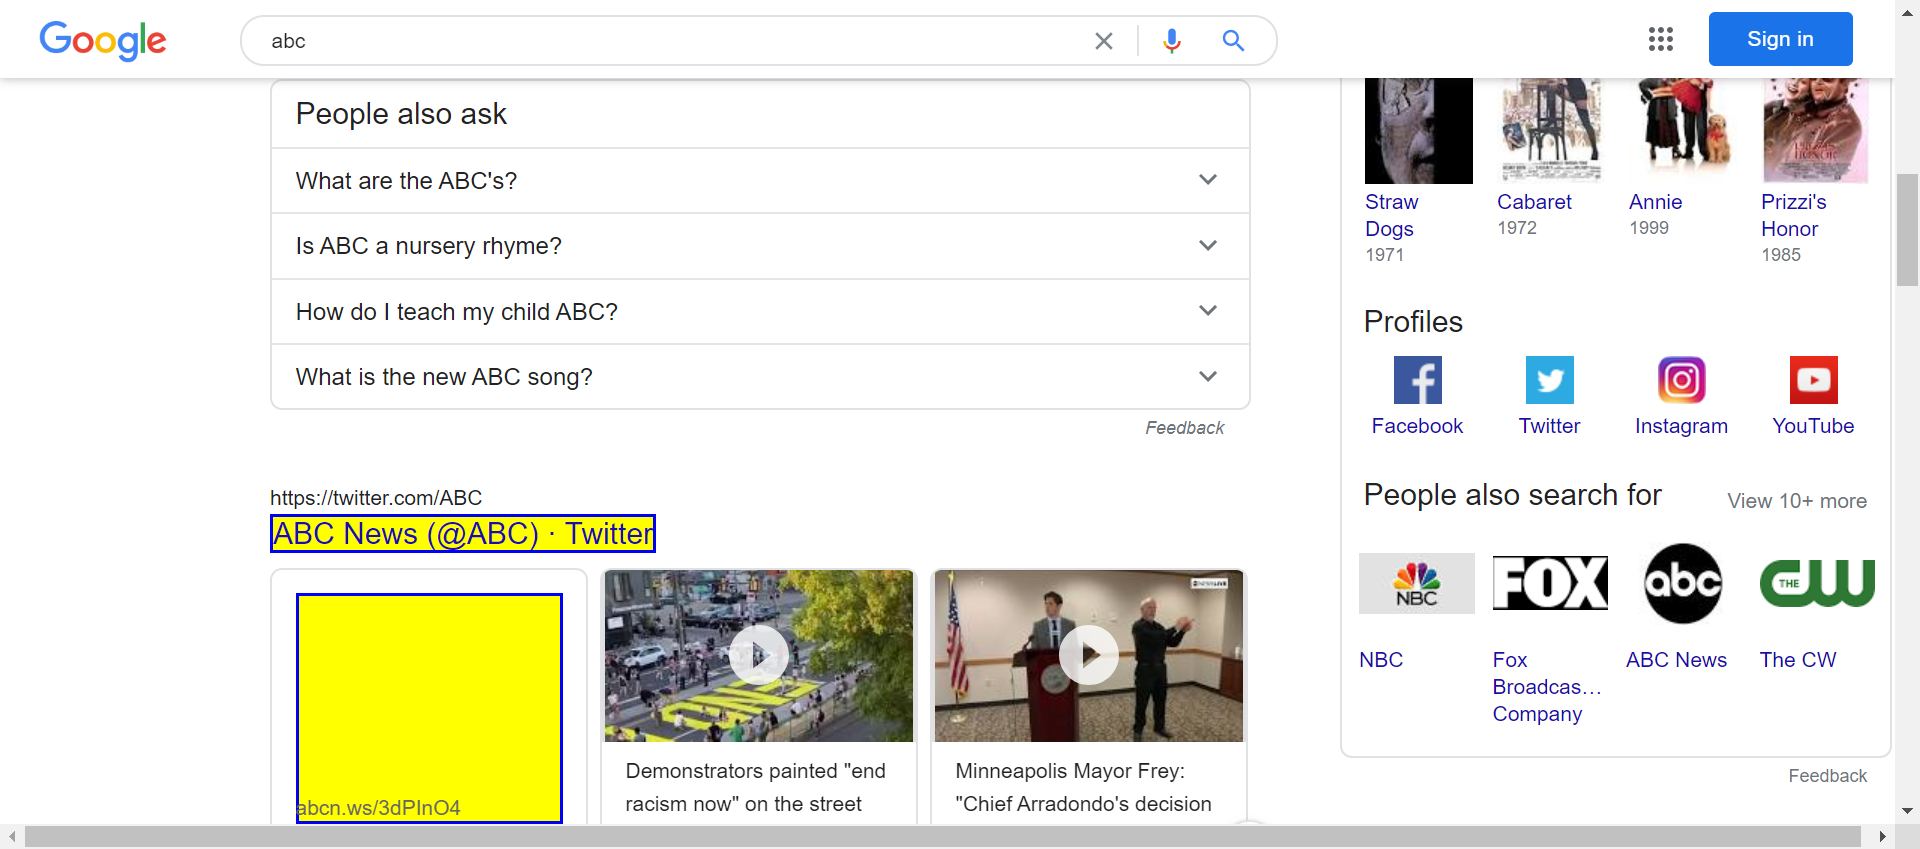 Google
abc
Sign in
People also ask
What are the ABC's?
Is ABC a nursery rhyme?
How do I teach my child ABC?
What is the new ABC song?
Feedback
https://twitter.com/ABC
ABC News (@ABC) · Twitter
abcn.ws/3dPInO4
Demonstrators painted "end
racism now" on the street
Minneapolis Mayor Frey:
"Chief Arradondo's decision
Straw
Dogs
1971
Cabaret
1972
Annie
1999
Prizzi's
Honor
1985
Profiles
Facebook
Twitter
Instagram
YouTube
People also search for
View 10+ more
NBC
FOX
abc
THE CW
NBC
Fox
Broadcas...
Company
ABC News
The CW
Feedback